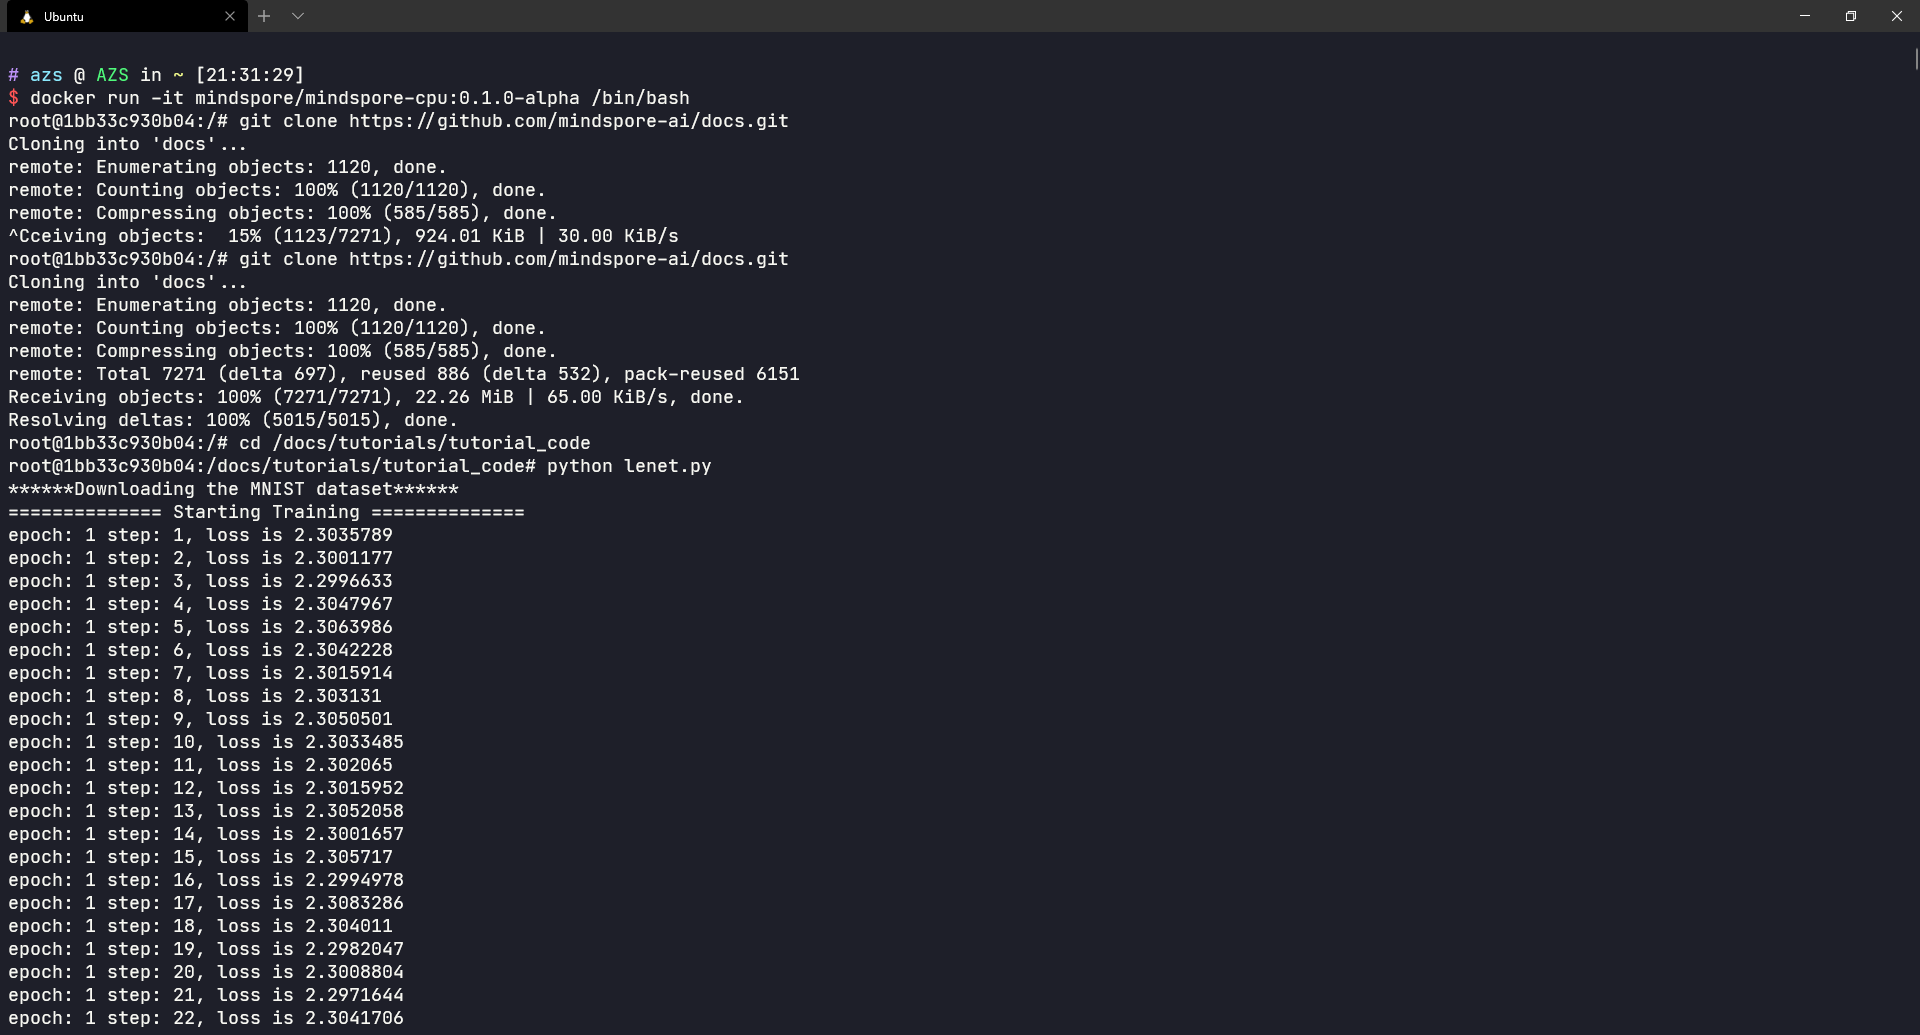 Ubuntu
# azs @ AZS in ~ [21:31:29]
$ docker run -it mindspore/mindspore-cpu:0.1.0-alpha /bin/bash
root@1bb33c930b04:/# git clone https://github.com/mindspore-ai/docs.git
Cloning into 'docs'...
remote: Enumerating objects: 1120, done.
remote: Counting objects: 100% (1120/1120), done.
remote: Compressing objects: 100% (585/585), done.
^Cceiving objects:  15% (1123/7271), 924.01 KiB | 30.00 KiB/s
root@1bb33c930b04:/# git clone https://github.com/mindspore-ai/docs.git
Cloning into 'docs'...
remote: Enumerating objects: 1120, done.
remote: Counting objects: 100% (1120/1120), done.
remote: Compressing objects: 100% (585/585), done.
remote: Total 7271 (delta 697), reused 886 (delta 532), pack-reused 6151
Receiving objects: 100% (7271/7271), 22.26 MiB | 65.00 KiB/s, done.
Resolving deltas: 100% (5015/5015), done.
root@1bb33c930b04:/# cd /docs/tutorials/tutorial_code
root@1bb33c930b04:/docs/tutorials/tutorial_code# python lenet.py
******Downloading the MNIST dataset******
============== Starting Training ==============
epoch: 1 step: 1, loss is 2.3035789
epoch: 1 step: 2, loss is 2.3001177
epoch: 1 step: 3, loss is 2.2996633
epoch: 1 step: 4, loss is 2.3047967
epoch: 1 step: 5, loss is 2.3063986
epoch: 1 step: 6, loss is 2.3042228
epoch: 1 step: 7, loss is 2.3015914
epoch: 1 step: 8, loss is 2.303131
epoch: 1 step: 9, loss is 2.3050501
epoch: 1 step: 10, loss is 2.3033485
epoch: 1 step: 11, loss is 2.302065
epoch: 1 step: 12, loss is 2.3015952
epoch: 1 step: 13, loss is 2.3052058
epoch: 1 step: 14, loss is 2.3001657
epoch: 1 step: 15, loss is 2.305717
epoch: 1 step: 16, loss is 2.2994978
epoch: 1 step: 17, loss is 2.3083286
epoch: 1 step: 18, loss is 2.304011
epoch: 1 step: 19, loss is 2.2982047
epoch: 1 step: 20, loss is 2.3008804
epoch: 1 step: 21, loss is 2.2971644
epoch: 1 step: 22, loss is 2.3041706